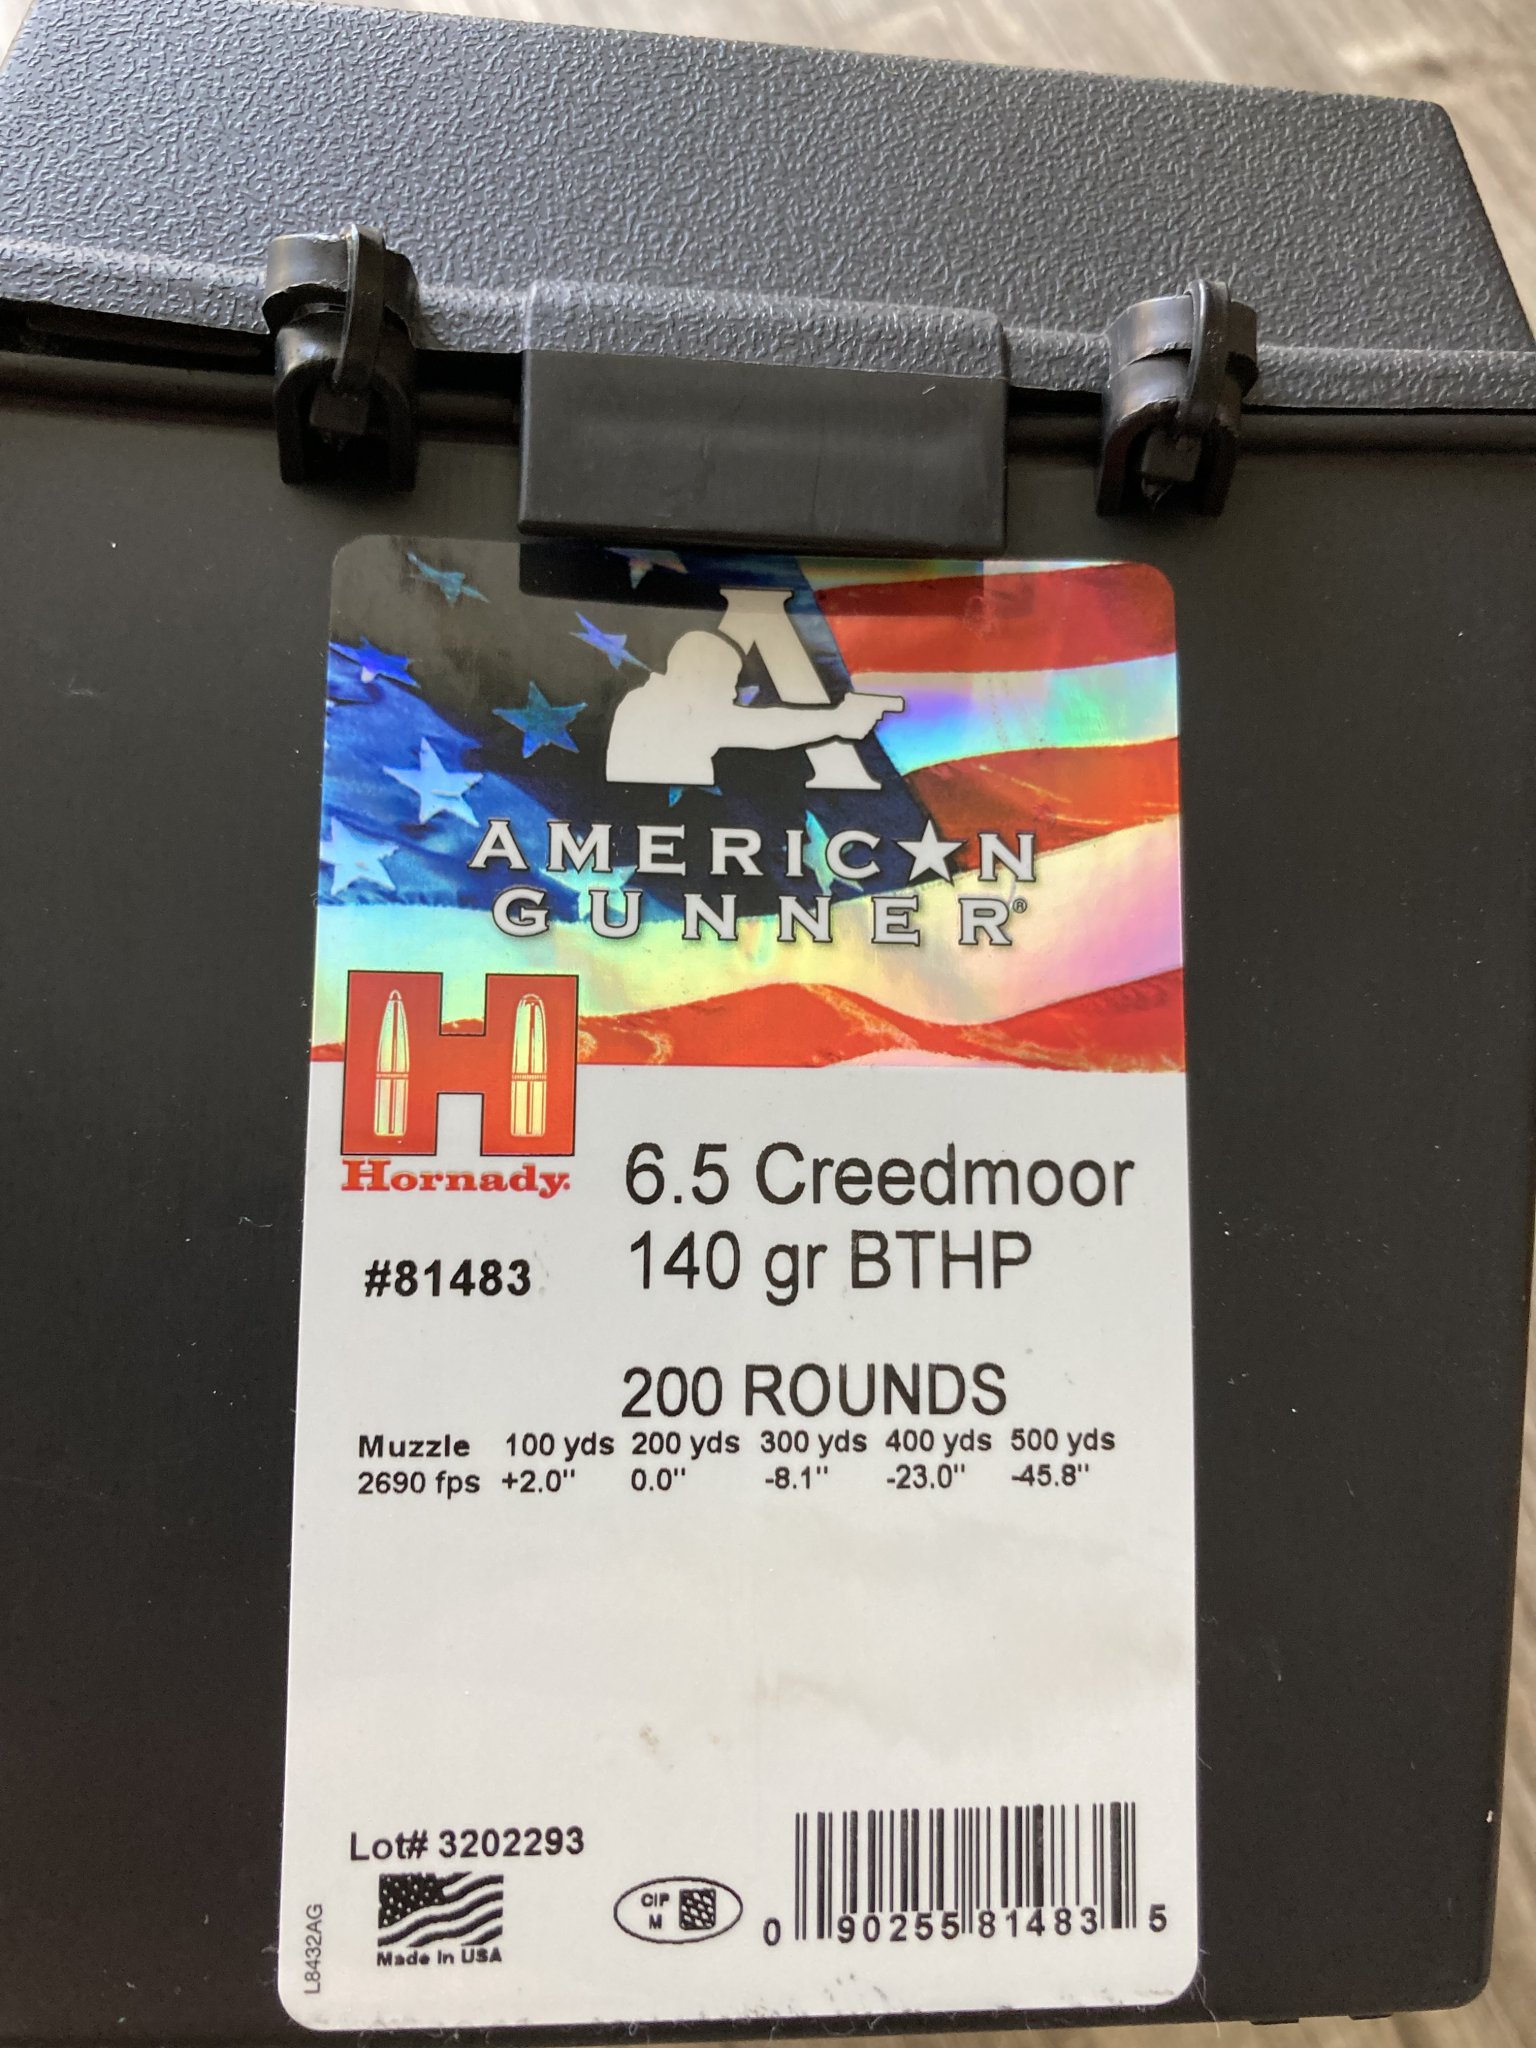 A
AMERIC★N
GUNNER®
H
Hornady.
6.5 Creedmoor
140 gr BTHP
#81483
200 ROUNDS
Muzzle 100 yds 200 yds 300 yds 400 yds 500 yds
2690 fps +2.0" 0.0" -8.1" -23.0" -45.8"
Lot# 3202293
Made In USA
CIP
M
0 90255 81483 5
L8432AG